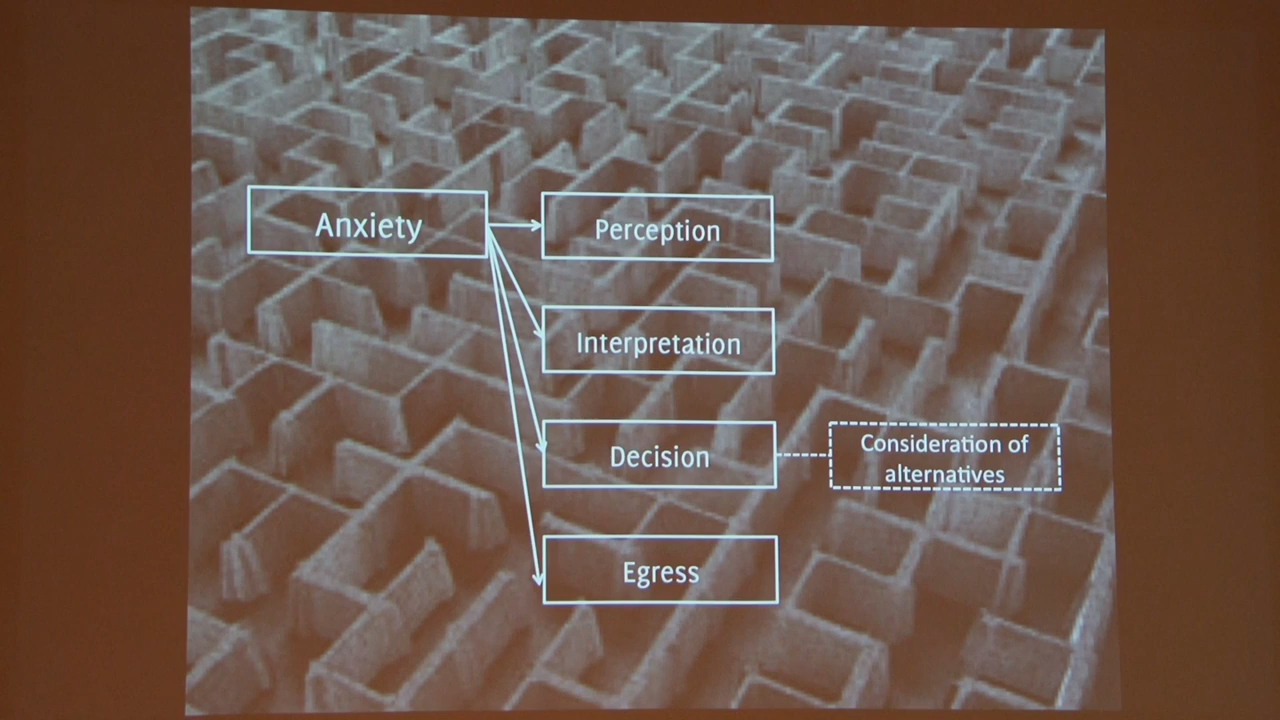 Anxiety
Perception
Interpretation
Decision
Consideration of
alternatives
Egress